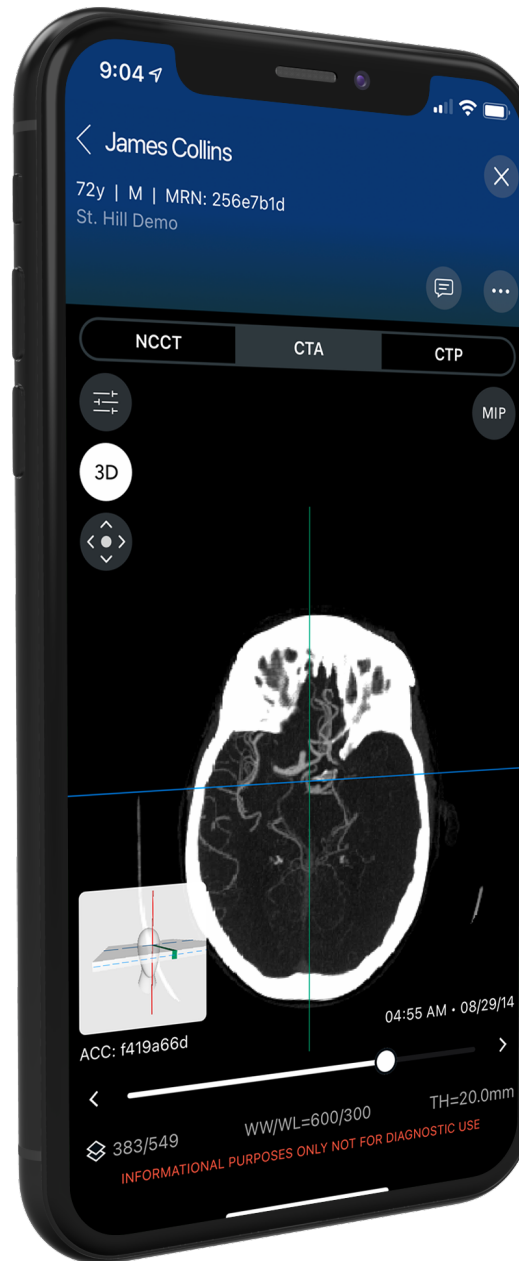 9:04
James Collins
72y | M | MRN: 256e7b1d
St. Hill Demo
NCCT CTA CTP
MIP
3D
04:55 AM • 08/29/14
ACC: f419a66d
383/549 WW/WL=600/300 TH=20.0mm
INFORMATIONAL PURPOSES ONLY NOT FOR DIAGNOSTIC USE